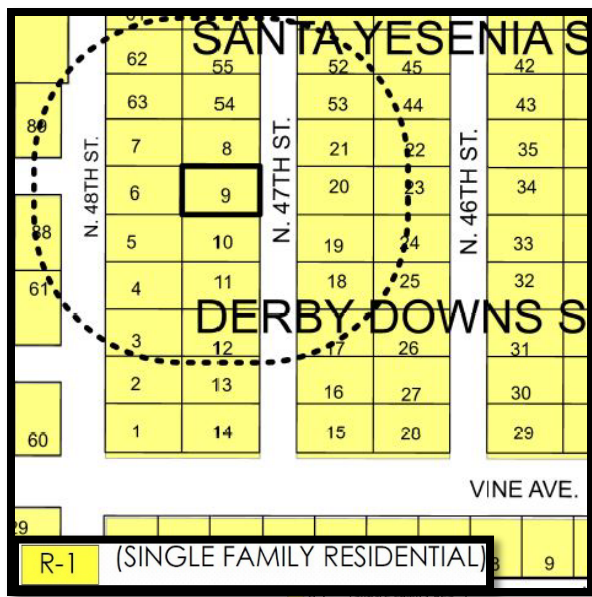 SANTA YESENIA S
62 55 52 45 42
63 54 53 44 43
89
7 8 21 22 35
N. 48TH ST.
N. 47TH ST.
N. 46TH ST.
6 9 20 23 34
88
5 10 19 24 33
61 4 11 18 25 32
DERBY DOWNS S
3 12 17 26 31
2 13 16 27 30
60 1 14 15 29
VINE AVE.
29
R-1 (SINGLE FAMILY RESIDENTIAL)
9